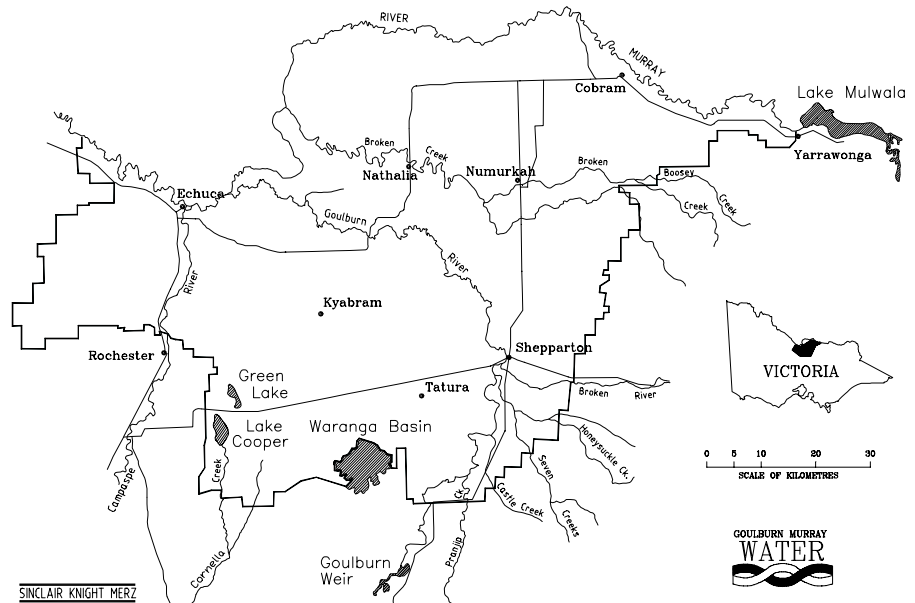 RIVER
MURRAY
Cobram
Lake Mulwala
Yarrawonga
Broken
Creek
Nathalia
Numurkah
Broken
Boosey
Creek
Creek
Echuca
Goulburn
River
River
Kyabram
Rochester
Shepparton
VICTORIA
Green
Lake
Tatura
Broken
River
Lake
Cooper
Waranga Basin
Honeysuckle Ck.
0 5 10 20 30
SCALE OF KILOMETRES
Campaspe
Creek
Seven
Creeks
Ck.
Castle Creek
Cornella
Pranjip
Goulburn
Weir
GOULBURN MURRAY
WATER
SINCLAIR KNIGHT MERZ